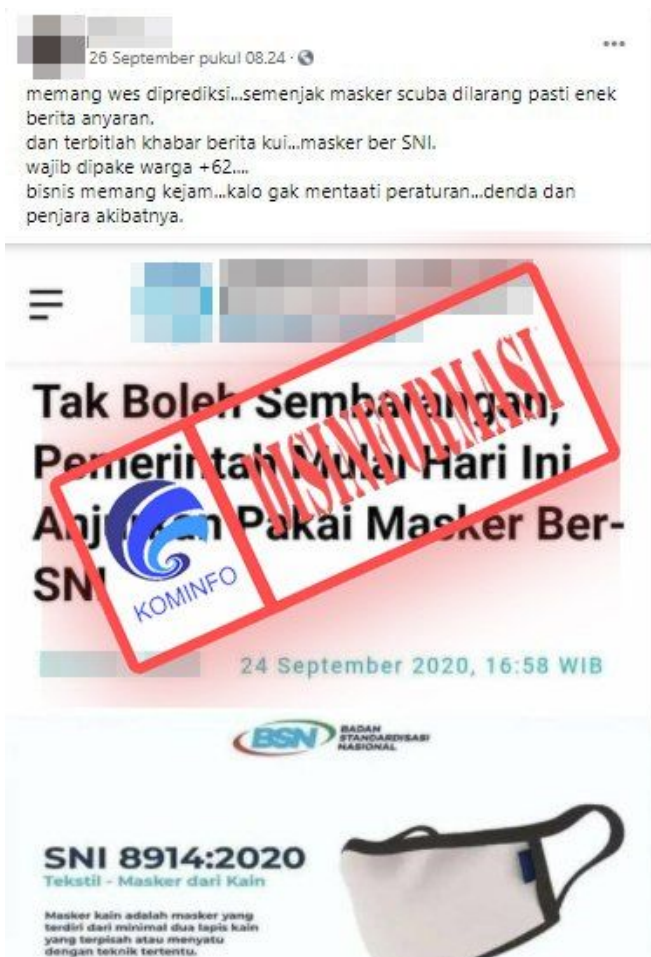 26 September pukul 08.24 ·
memang wes diprediksi...semenjak masker scuba dilarang pasti enek
berita anyaran.
dan terbitlah khabar berita kui...masker ber SNI.
wajib dipake warga +62....
bisnis memang kejam...kalo gak mentaati peraturan...denda dan
penjara akibatnya.
Tak Boleh Sembarangan,
Pemerintah Mulai Hari Ini
Anjurkan Pakai Masker Ber-
SNI
DISINFORMASI
KOMINFO
24 September 2020, 16:58 WIB
BSN BADAN
STANDARDISASI
NASIONAL
SNI 8914:2020
Tekstil - Masker dari Kain
Masker kain adalah masker yang
terdiri dari minimal dua lapis kain
yang terpisah atau menyatu
dengan teknik tertentu.